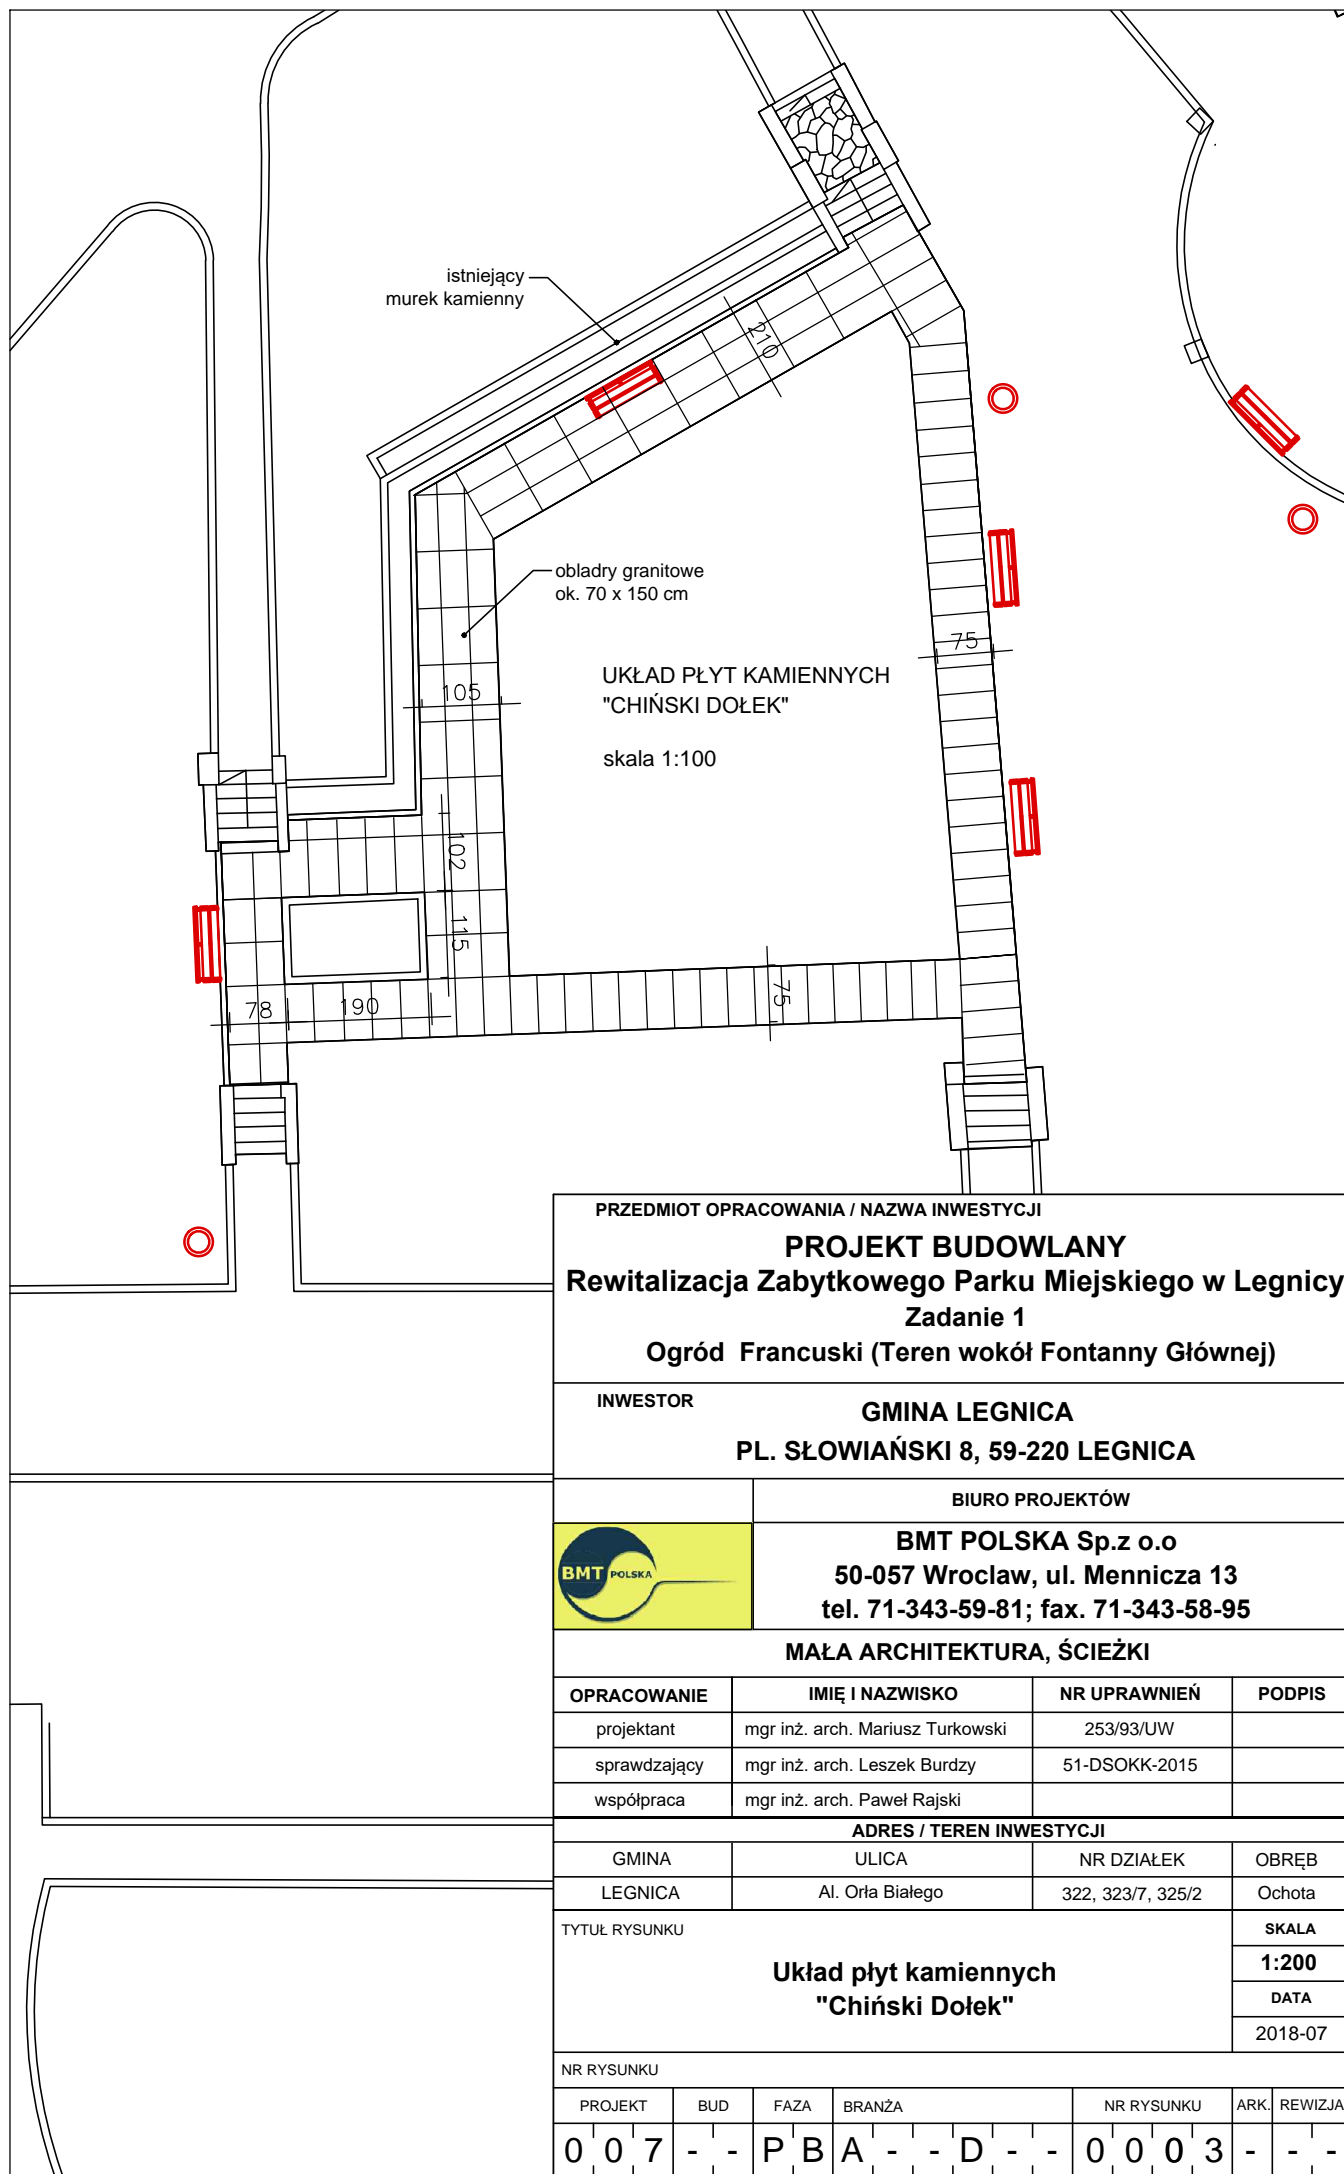 istniejący
murek kamienny
210
obladry granitowe
ok. 70 x 150 cm
UKŁAD PŁYT KAMIENNYCH
"CHIŃSKI DOŁEK"
skala 1:100
75
105
102
115
75
78
190
PRZEDMIOT OPRACOWANIA / NAZWA INWESTYCJI
PROJEKT BUDOWLANY
Rewitalizacja Zabytkowego Parku Miejskiego w Legnicy
Zadanie 1
Ogród Francuski (Teren wokół Fontanny Głównej)
INWESTOR
GMINA LEGNICA
PL. SŁOWIAŃSKI 8, 59-220 LEGNICA
BIURO PROJEKTÓW
BMT POLSKA
BMT POLSKA Sp.z o.o
50-057 Wroclaw, ul. Mennicza 13
tel. 71-343-59-81; fax. 71-343-58-95
MAŁA ARCHITEKTURA, ŚCIEŻKI
OPRACOWANIE IMIĘ I NAZWISKO NR UPRAWNIEŃ PODPIS
projektant mgr inż. arch. Mariusz Turkowski 253/93/UW
sprawdzający mgr inż. arch. Leszek Burdzy 51-DSOKK-2015
współpraca mgr inż. arch. Paweł Rajski
ADRES / TEREN INWESTYCJI
GMINA ULICA NR DZIAŁEK OBRĘB
LEGNICA Al. Orła Białego 322, 323/7, 325/2 Ochota
TYTUŁ RYSUNKU
Układ płyt kamiennych
"Chiński Dołek"
SKALA
1:200
DATA
2018-07
NR RYSUNKU
PROJEKT BUD FAZA BRANŻA NR RYSUNKU ARK. REWIZJA
0 0 7 - - P B A - - D - - 0 0 0 3 - - -